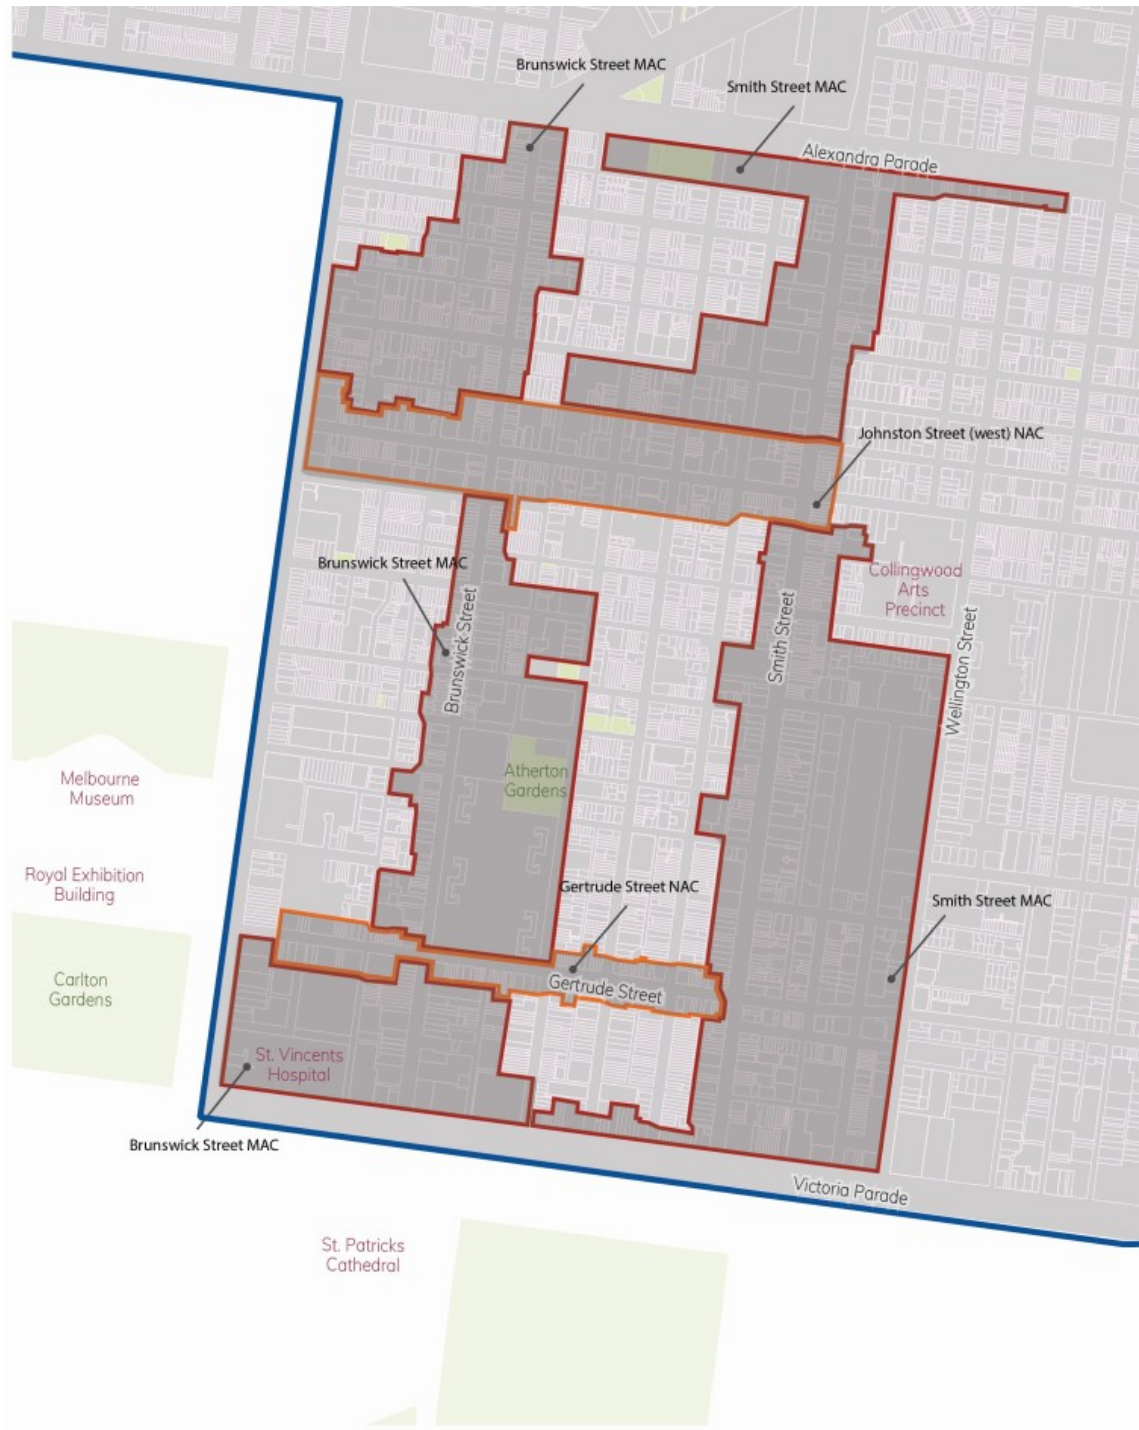 Brunswick Street MAC
Smith Street MAC
Alexandra Parade
Johnston Street (west) NAC
Brunswick Street MAC
Collingwood
Arts
Precinct
Brunswick Street
Smith Street
Wellington Street
Melbourne
Museum
Atherton
Gardens
Royal Exhibition
Building
Gertrude Street NAC
Smith Street MAC
Carlton
Gardens
Gertrude Street
St. Vincents
Hospital
Brunswick Street MAC
Victoria Parade
St. Patricks
Cathedral